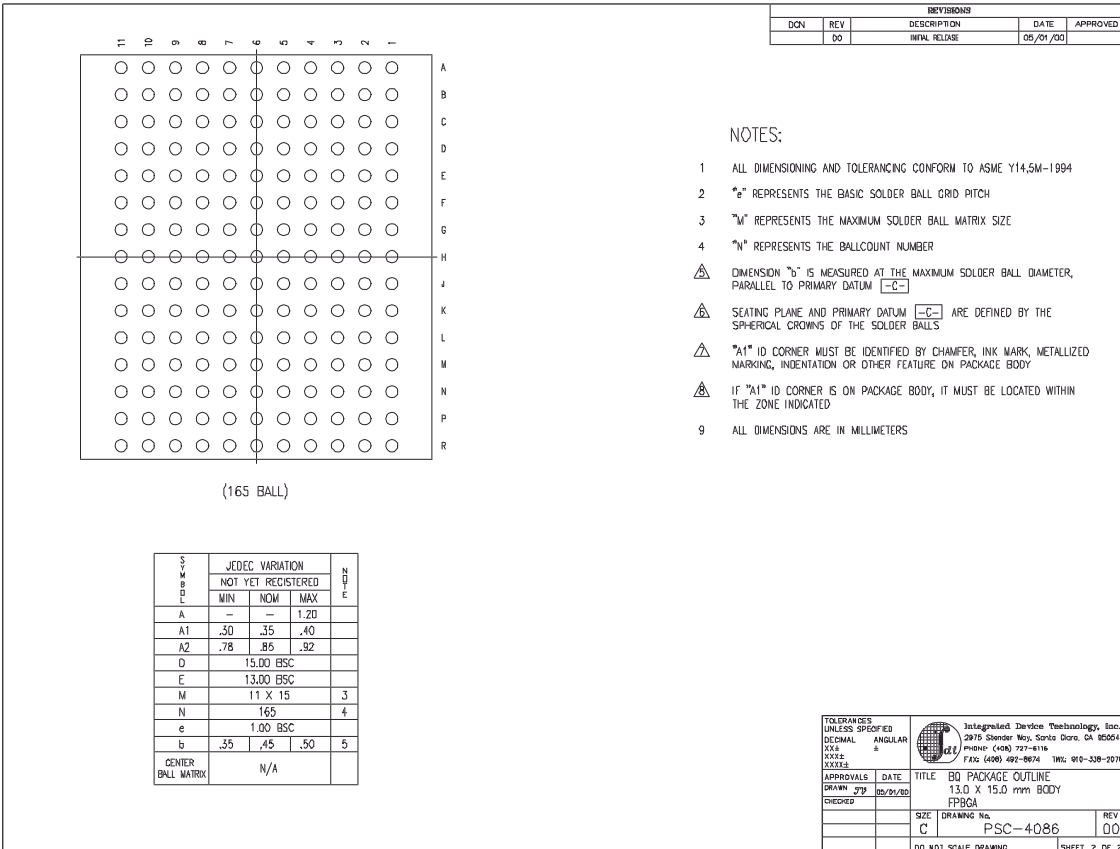 REVISIONS
DCN REV DESCRIPTION DATE APPROVED
00 INITIAL RELEASE 05/01/00
11 10 9 8 7 6 5 4 3 2 1
A
B
C
D
E
F
G
H
J
K
L
M
N
P
R
(165 BALL)
NOTES:
1 ALL DIMENSIONING AND TOLERANCING CONFORM TO ASME Y14.5M-1994
2 "e" REPRESENTS THE BASIC SOLDER BALL GRID PITCH
3 "M" REPRESENTS THE MAXIMUM SOLDER BALL MATRIX SIZE
4 "N" REPRESENTS THE BALLCOUNT NUMBER
5 DIMENSION "b" IS MEASURED AT THE MAXIMUM SOLDER BALL DIAMETER,
PARALLEL TO PRIMARY DATUM -C-
6 SEATING PLANE AND PRIMARY DATUM -C- ARE DEFINED BY THE
SPHERICAL CROWNS OF THE SOLDER BALLS
7 "A1" ID CORNER MUST BE IDENTIFIED BY CHAMFER, INK MARK, METALLIZED
MARKING, INDENTATION OR OTHER FEATURE ON PACKAGE BODY
8 IF "A1" ID CORNER IS ON PACKAGE BODY, IT MUST BE LOCATED WITHIN
THE ZONE INDICATED
9 ALL DIMENSIONS ARE IN MILLIMETERS
SYMBOL JEDEC VARIATION NOTE
NOT YET REGISTERED
MIN NOM MAX
A – – 1.20
A1 .30 .35 .40
A2 .78 .85 .92
D 15.00 BSC
E 13.00 BSC
M 11 X 15 3
N 165 4
e 1.00 BSC
b .35 .45 .50 5
CENTER
BALL MATRIX N/A
TOLERANCES
UNLESS SPECIFIED
DECIMAL ANGULAR
XX± ±
XXX±
XXXX±
idt
Integrated Device Technology, Inc.
2975 Stender Way, Santa Clara, CA 95054
PHONE: (408) 727-6116
FAX: (408) 492-8674 TWX: 910-338-2070
APPROVALS DATE
DRAWN 05/01/00
CHECKED
TITLE BQ PACKAGE OUTLINE
13.0 X 15.0 mm BODY
FPBGA
SIZE DRAWING No. REV
C PSC-4086 00
DO NOT SCALE DRAWING SHEET 2 OF 2